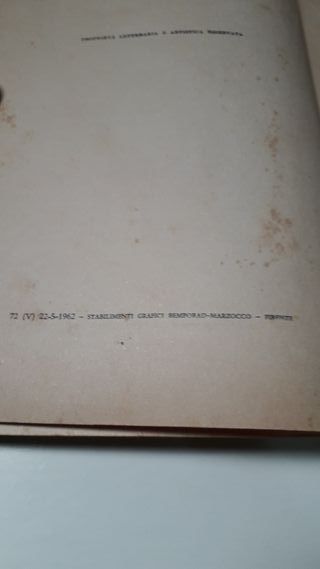 PROPRIETÀ LETTERARIA E ARTISTICA RISERVATA
72 (V) 22-5-1962 - STABILIMENTI GRAFICI BEMPORAD-MARZOCCO - FIRENZE